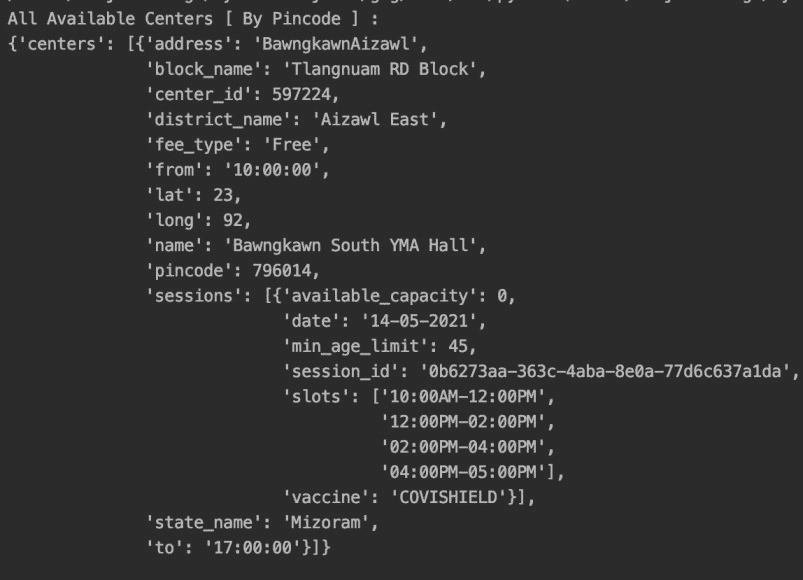 All Available Centers [ By Pincode ] :
{'centers': [{'address': 'BawngkawnAizawl',
'block_name': 'Tlangnuam RD Block',
'center_id': 597224,
'district_name': 'Aizawl East',
'fee_type': 'Free',
'from': '10:00:00',
'lat': 23,
'long': 92,
'name': 'Bawngkawn South YMA Hall',
'pincode': 796014,
'sessions': [{'available_capacity': 0,
'date': '14-05-2021',
'min_age_limit': 45,
'session_id': '0b6273aa-363c-4aba-8e0a-77d6c637a1da',
'slots': ['10:00AM-12:00PM',
'12:00PM-02:00PM',
'02:00PM-04:00PM',
'04:00PM-05:00PM'],
'vaccine': 'COVISHIELD'}],
'state_name': 'Mizoram',
'to': '17:00:00'}]}